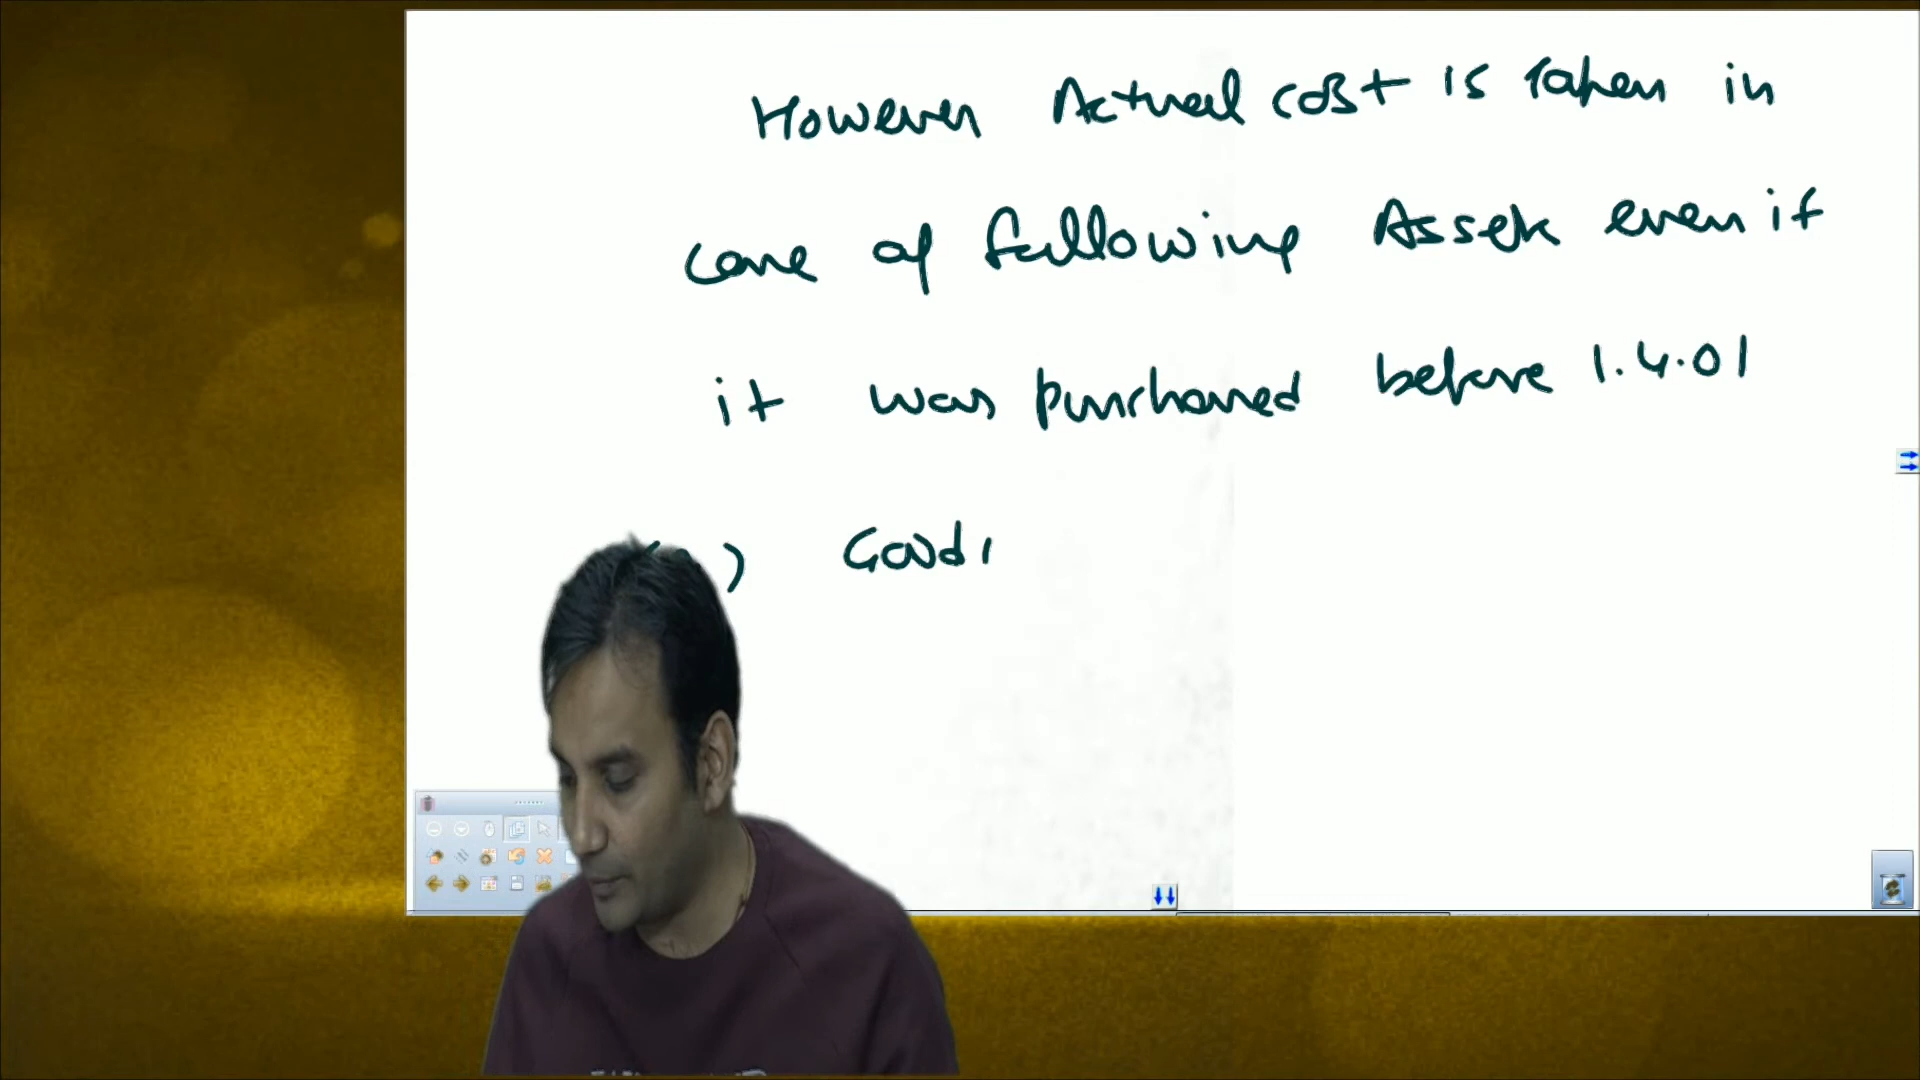 However Actual cost is taken in
case of following Assets even if
it was purchased before 1.4.01
) Goodi